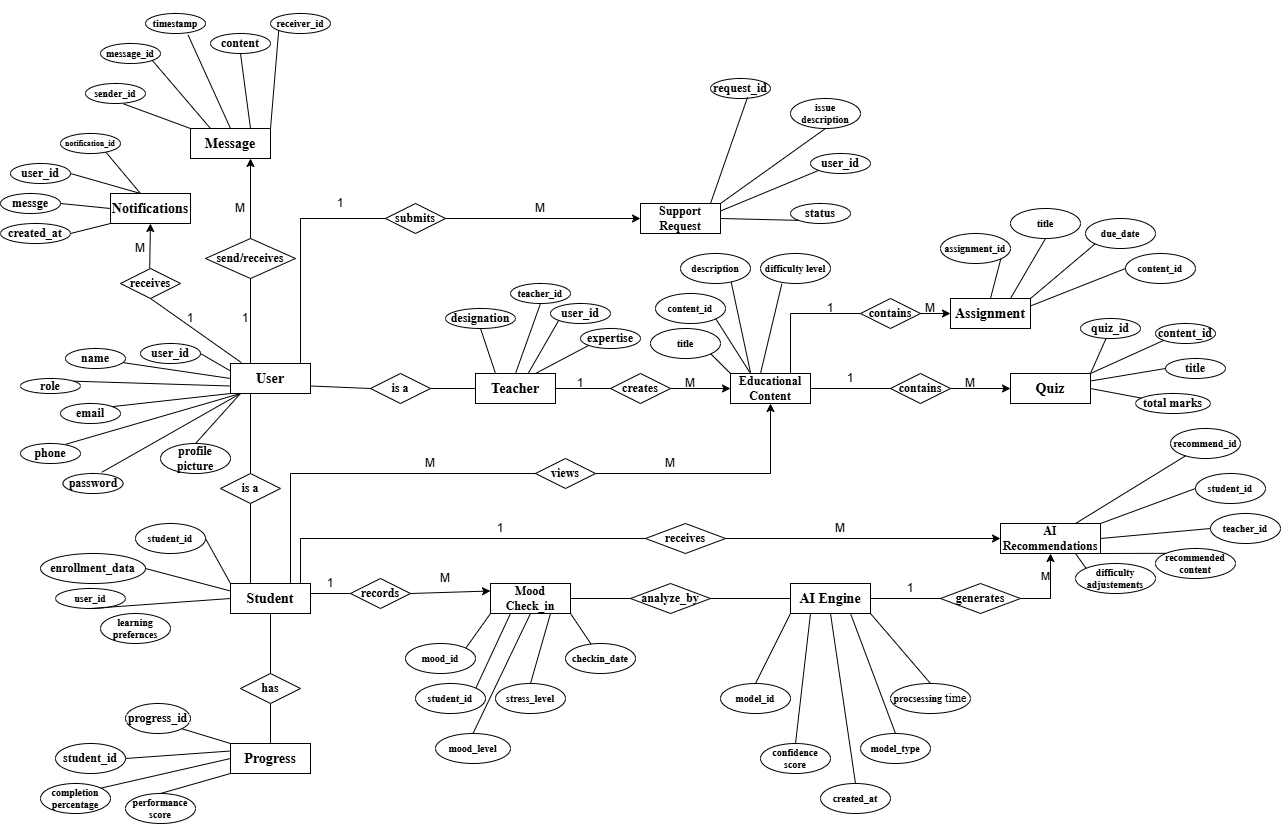 timestamp
receiver_id
content
message_id
sender_id
Message
notification_id
user_id
messge
created_at
Notifications
M
receives
1
M
send/receives
1
1
submits
M
request_id
issue
description
user_id
status
Support
Request
name
user_id
role
email
phone
password
profile
picture
User
is a
designation
teacher_id
user_id
expertise
Teacher
1
creates
M
description
difficulty level
content_id
title
Educational
Content
1
contains
M
assignment_id
title
due_date
content_id
Assignment
1
contains
M
quiz_id
content_id
title
total marks
Quiz
is a
M
views
M
1
receives
M
recommend_id
student_id
teacher_id
recommended
content
difficulty
adjustements
AI
Recommendations
student_id
enrollment_data
user_id
learning
prefernces
Student
1
records
M
Mood
Check_in
mood_id
student_id
mood_level
stress_level
checkin_date
analyze_by
AI Engine
1
generates
M
model_id
confidence
score
created_at
model_type
procsessing time
has
progress_id
student_id
completion
percentage
performance
score
Progress